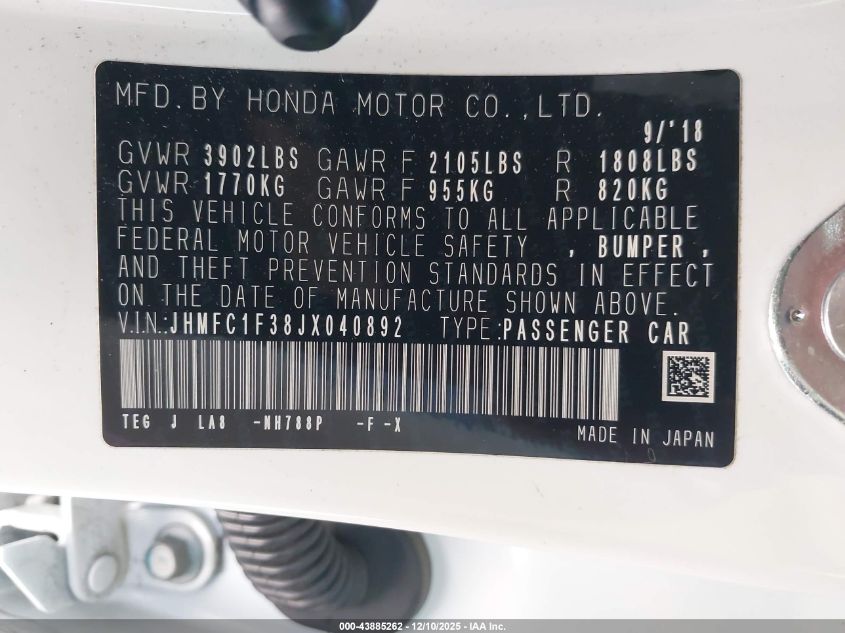 MFD.BY HONDA MOTOR CO.,LTD.
9/'18
GVWR 3902LBS GAWR F 2105LBS R 1808LBS
GVWR 1770KG GAWR F 955KG R 820KG
THIS VEHICLE CONFORMS TO ALL APPLICABLE
FEDERAL MOTOR VEHICLE SAFETY , BUMPER ,
AND THEFT PREVENTION STANDARDS IN EFFECT
ON THE DATE OF MANUFACTURE SHOWN ABOVE.
V.I.N.:JHMFC1F38JX040892 TYPE:PASSENGER CAR
TEG J LA8 -NH788P -F -X
MADE IN JAPAN
000-43885262 - 12/10/2025 - IAA Inc.